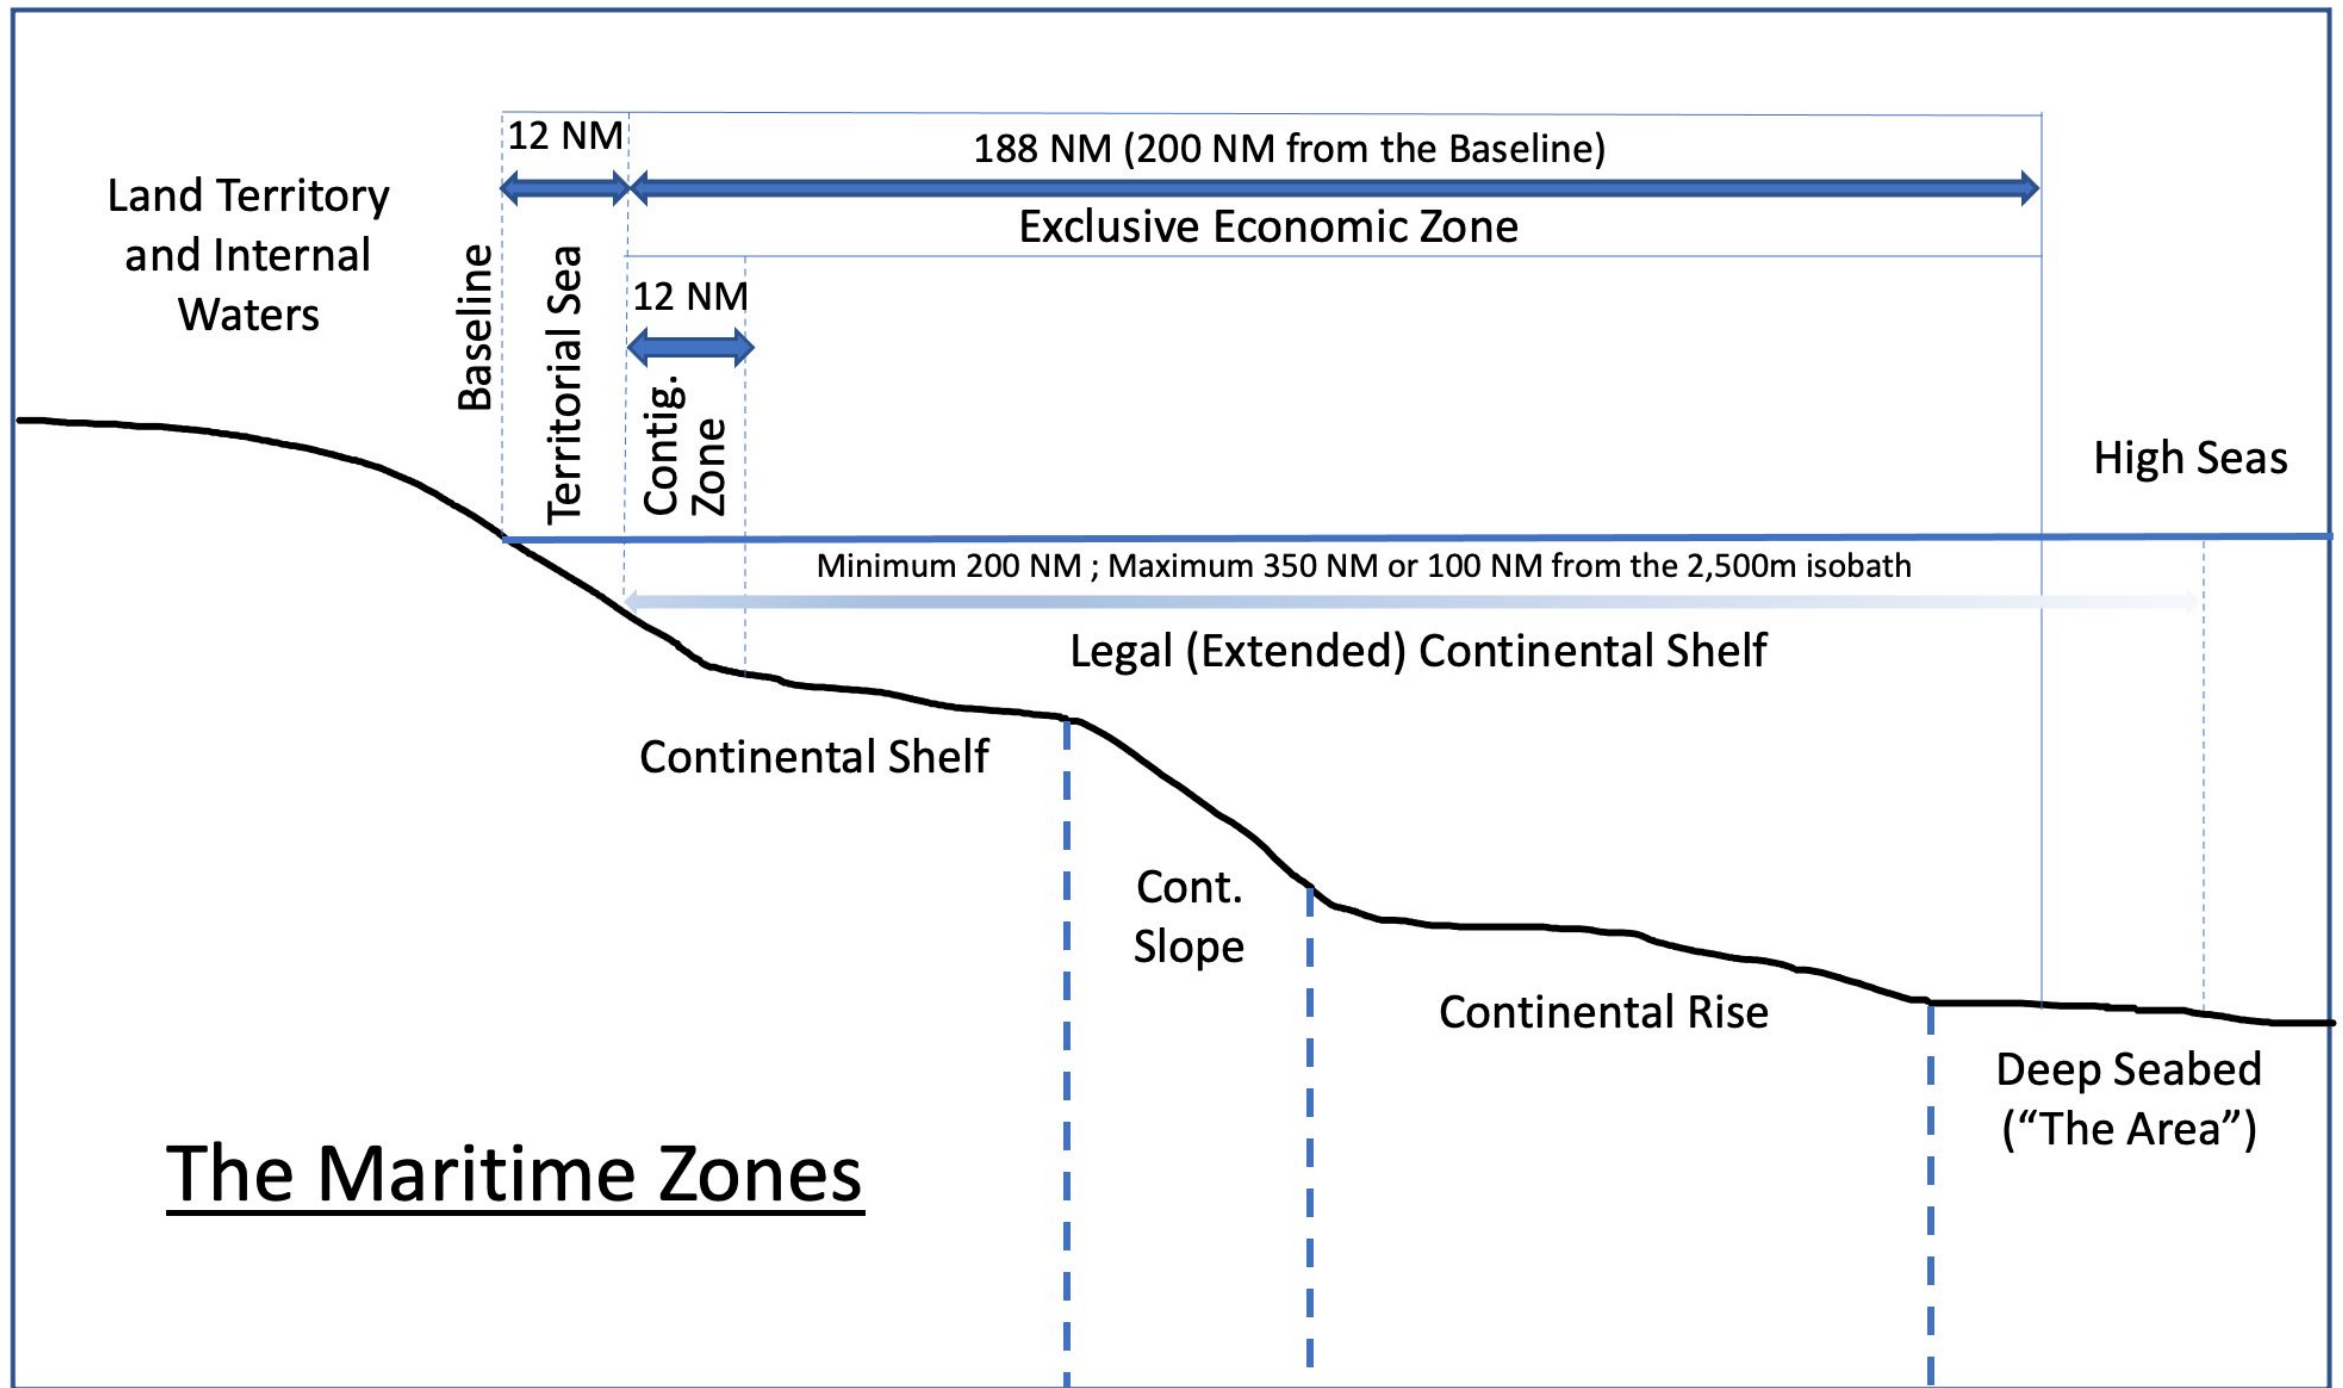 12 NM
188 NM (200 NM from the Baseline)
Land Territory
and Internal
Waters
Exclusive Economic Zone
Baseline
Territorial Sea
12 NM
Contig.
Zone
High Seas
Minimum 200 NM ; Maximum 350 NM or 100 NM from the 2,500m isobath
Legal (Extended) Continental Shelf
Continental Shelf
Cont.
Slope
Continental Rise
Deep Seabed
(“The Area”)
The Maritime Zones